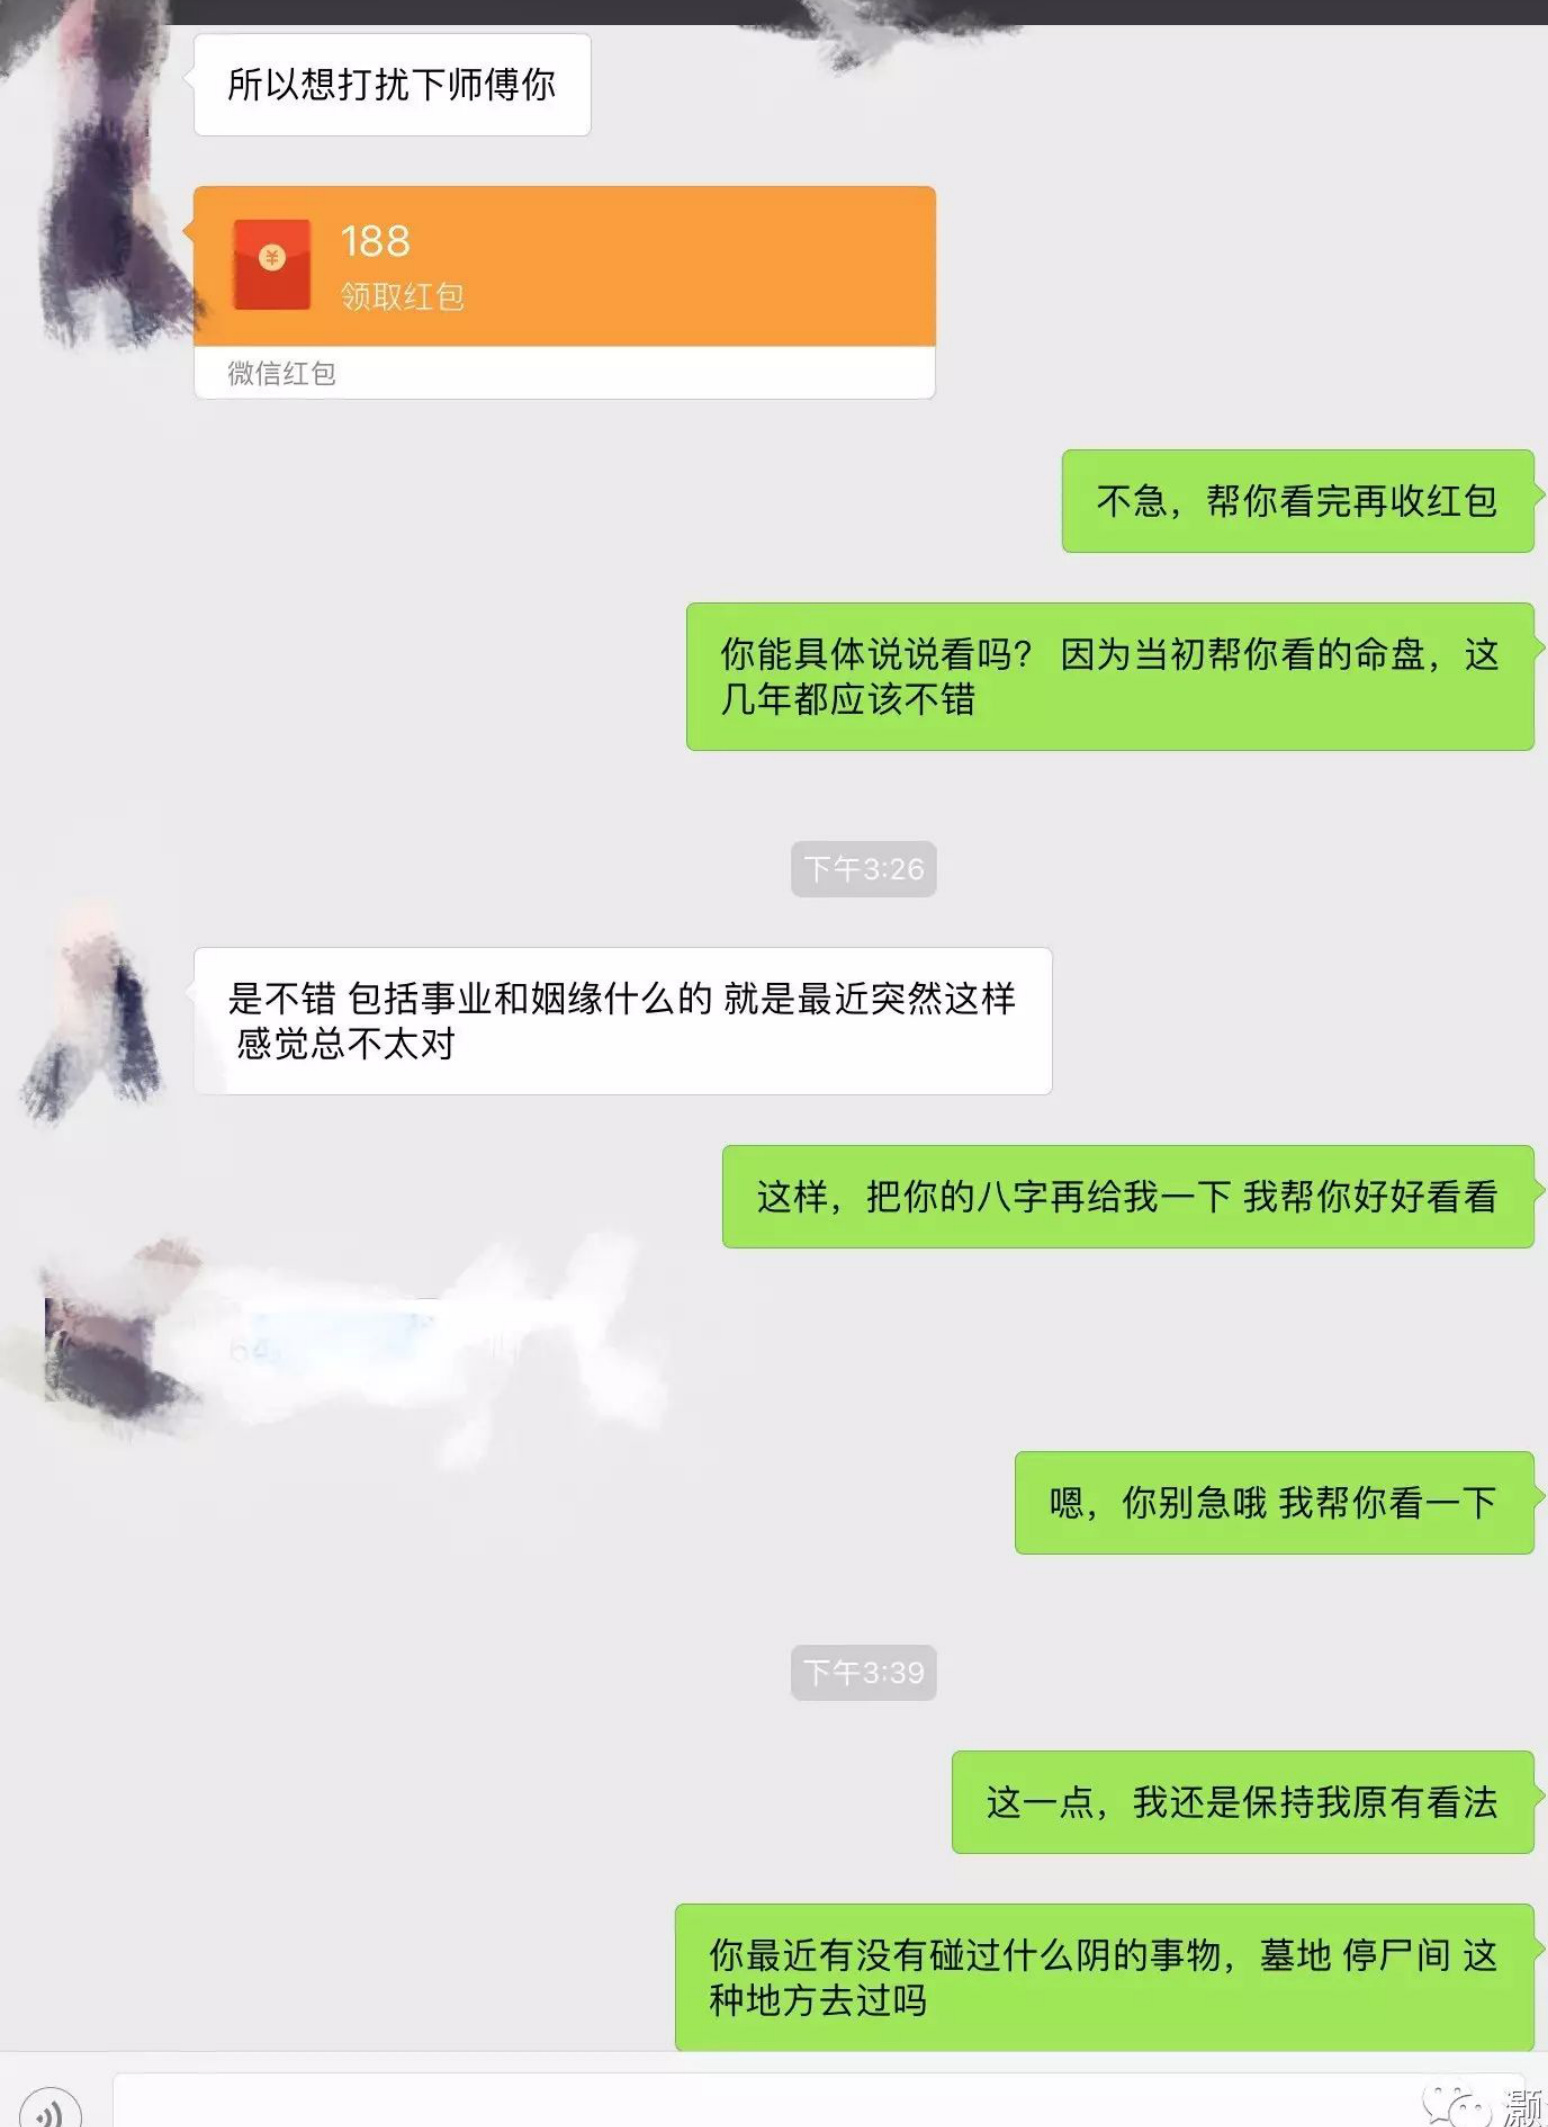 所以想打扰下师傅你
188
领取红包
微信红包
不急，帮你看完再收红包
你能具体说说看吗？ 因为当初帮你看的命盘，这
几年都应该不错
下午3:26
是不错 包括事业和姻缘什么的 就是最近突然这样
感觉总不太对
这样，把你的八字再给我一下 我帮你好好看看
嗯，你别急哦 我帮你看一下
下午3:39
这一点，我还是保持我原有看法
你最近有没有碰过什么阴的事物，墓地 停尸间 这
种地方去过吗
灏